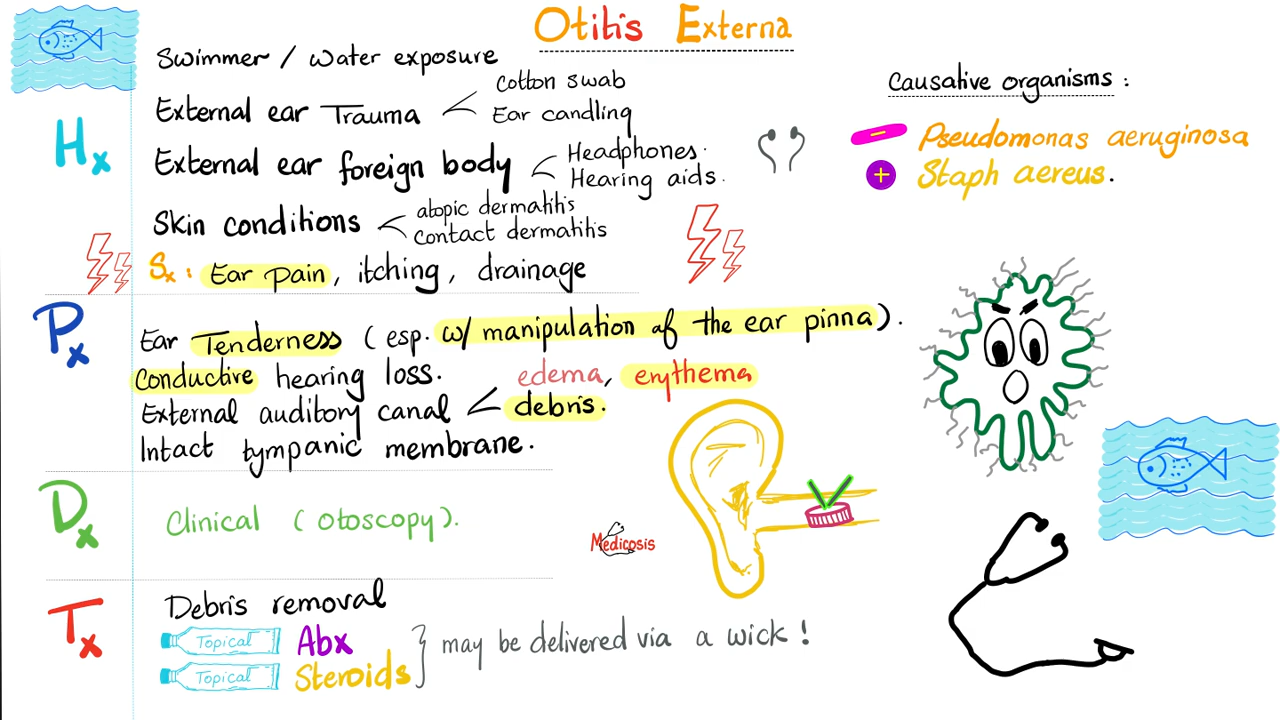 Otitis Externa
Swimmer / water exposure
Hx
External ear Trauma < cotton swab
Ear candling
External ear foreign body < Headphones.
Hearing aids.
Skin conditions < atopic dermatitis
contact dermatitis
Sx: Ear pain, itching, drainage
Causative organisms:
- Pseudomonas aeruginosa
+ Staph aereus.
Px
Ear Tenderness (esp. w/ manipulation of the ear pinna).
Conductive hearing loss.
External auditory canal < edema, erythema
debris.
Intact tympanic membrane.
Dx
Clinical (otoscopy).
Medicosis
Tx
Debris removal
Topical Abx
Topical Steroids
} may be delivered via a wick!